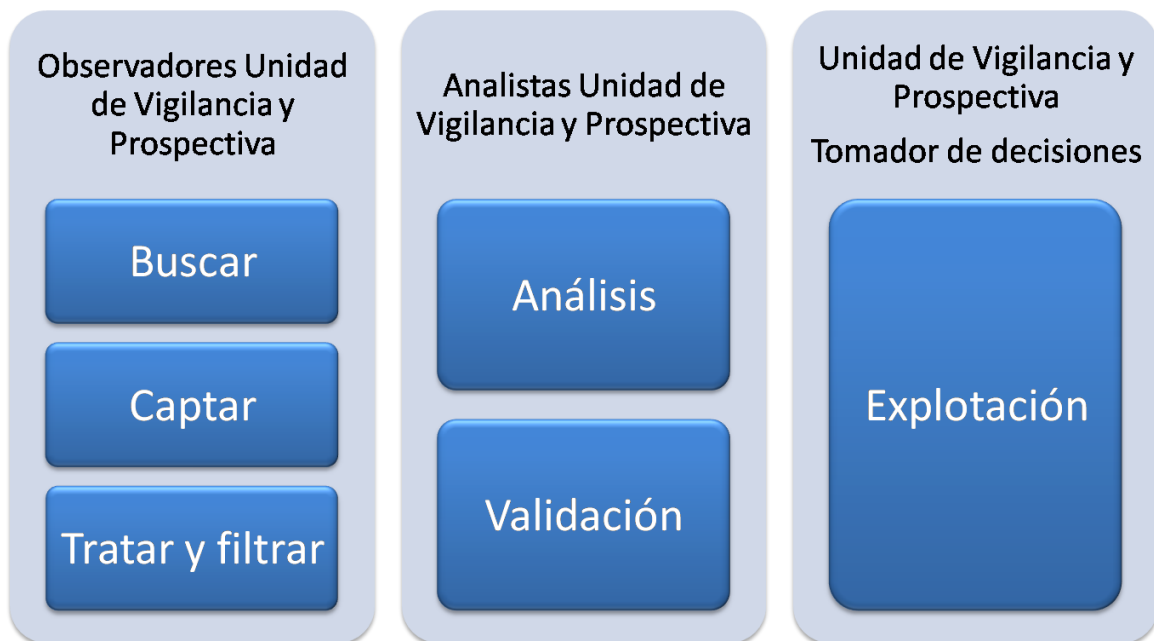 Observadores Unidad
de Vigilancia y
Prospectiva
Buscar
Captar
Tratar y filtrar
Analistas Unidad de
Vigilancia y Prospectiva
Análisis
Validación
Unidad de Vigilancia y
Prospectiva
Tomador de decisiones
Explotación